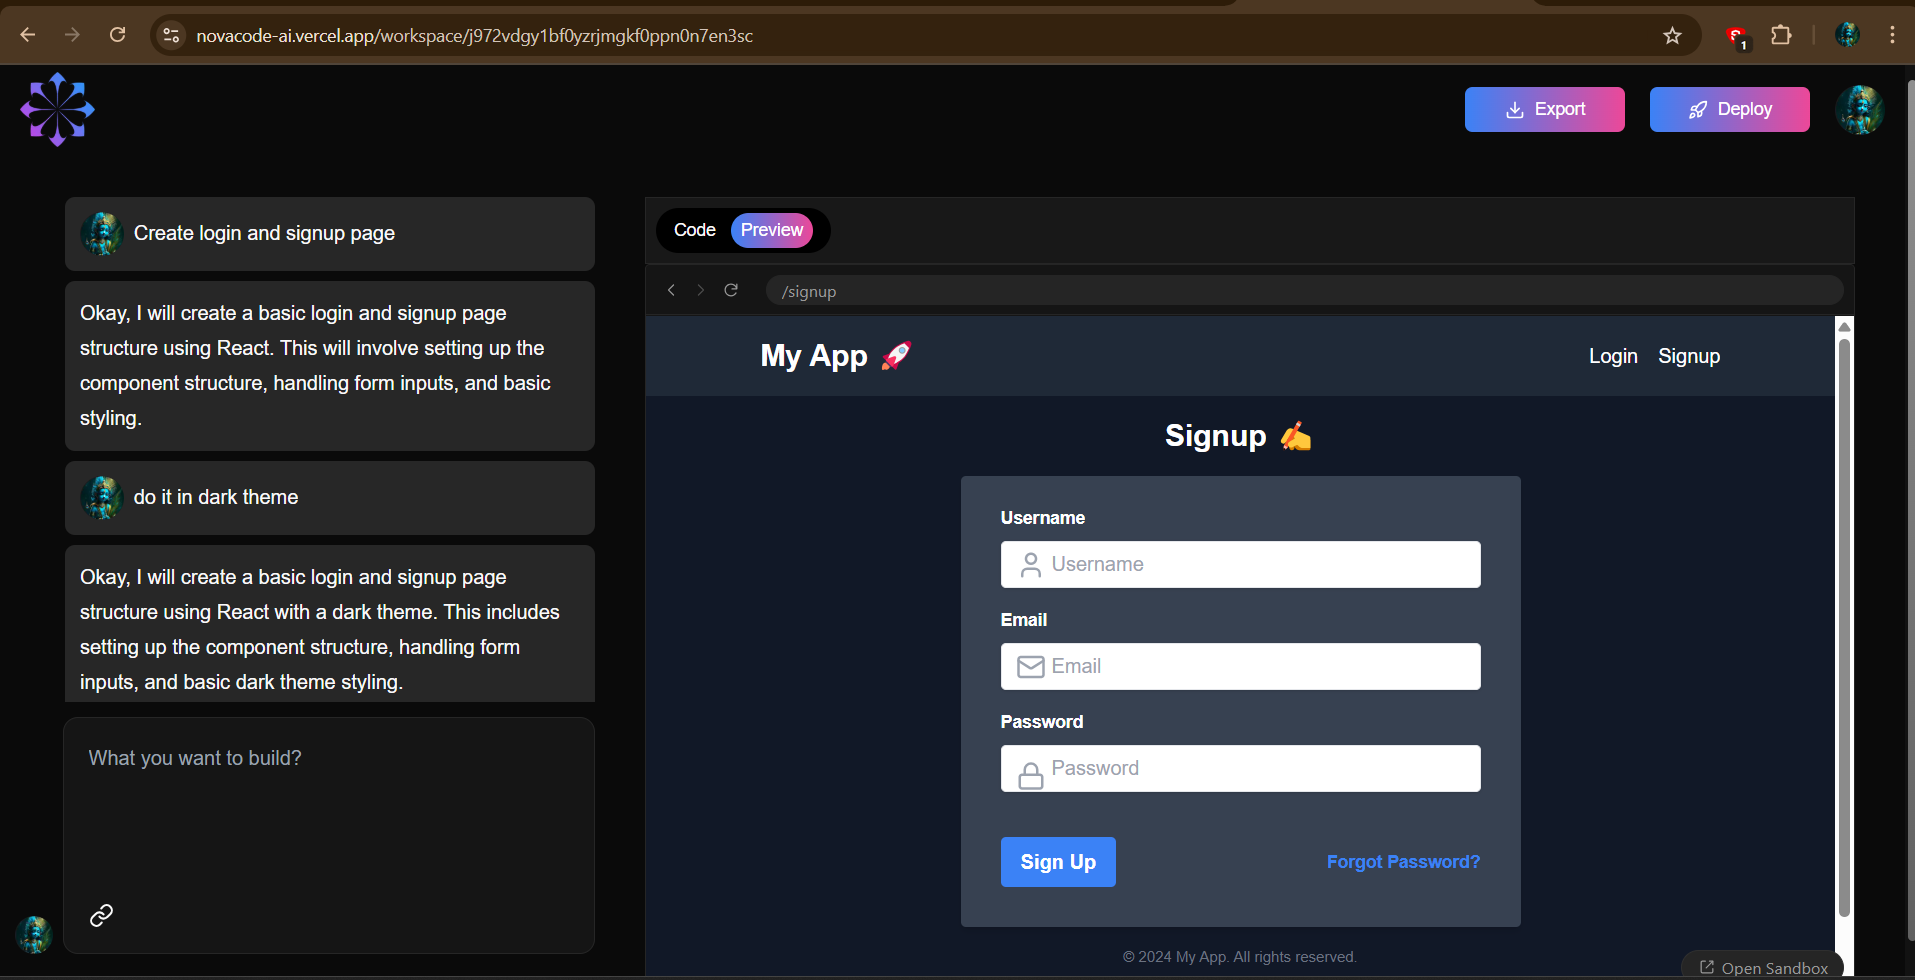 novacode-ai.vercel.app/workspace/j972vdgy1bf0yzrjmgkf0ppn0n7en3sc
1
Export
Deploy
Create login and signup page
Okay, I will create a basic login and signup page
structure using React. This will involve setting up the
component structure, handling form inputs, and basic
styling.
do it in dark theme
Okay, I will create a basic login and signup page
structure using React with a dark theme. This includes
setting up the component structure, handling form
inputs, and basic dark theme styling.
What you want to build?
Code Preview
/signup
My App 🚀
Login Signup
Signup ✍️
Username
Username
Email
Email
Password
Password
Sign Up
Forgot Password?
© 2024 My App. All rights reserved.
Open Sandbox